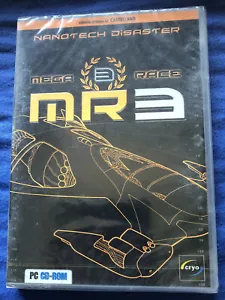 NANOTECH DISASTER
MEGA 3 RACE
MR3
PC CD-ROM
cryo